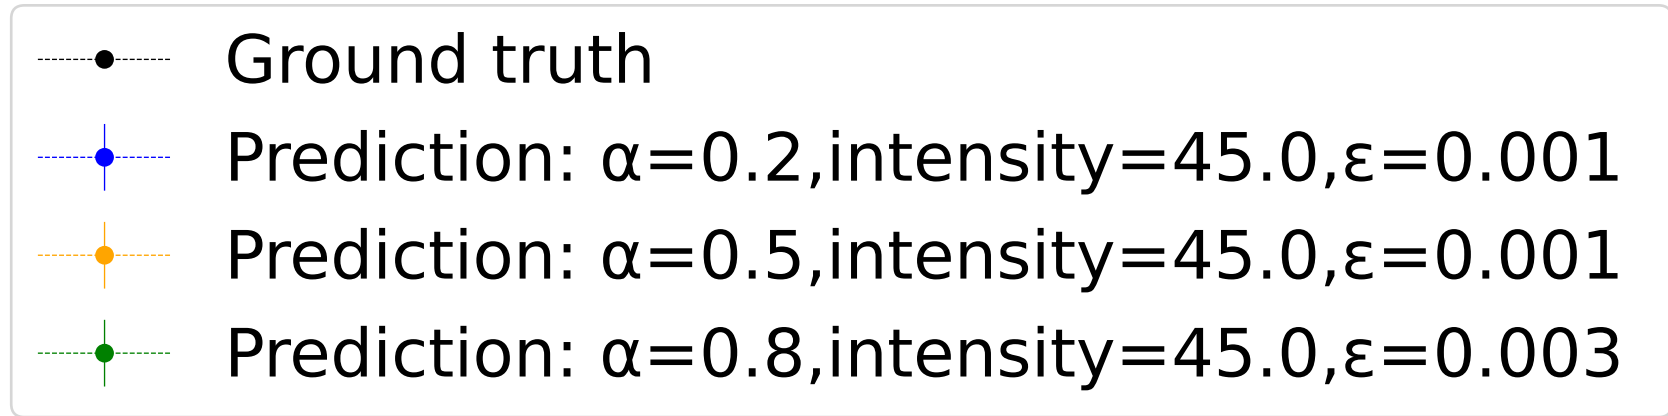 Ground truth
Prediction: α=0.2,intensity=45.0,ε=0.001
Prediction: α=0.5,intensity=45.0,ε=0.001
Prediction: α=0.8,intensity=45.0,ε=0.003